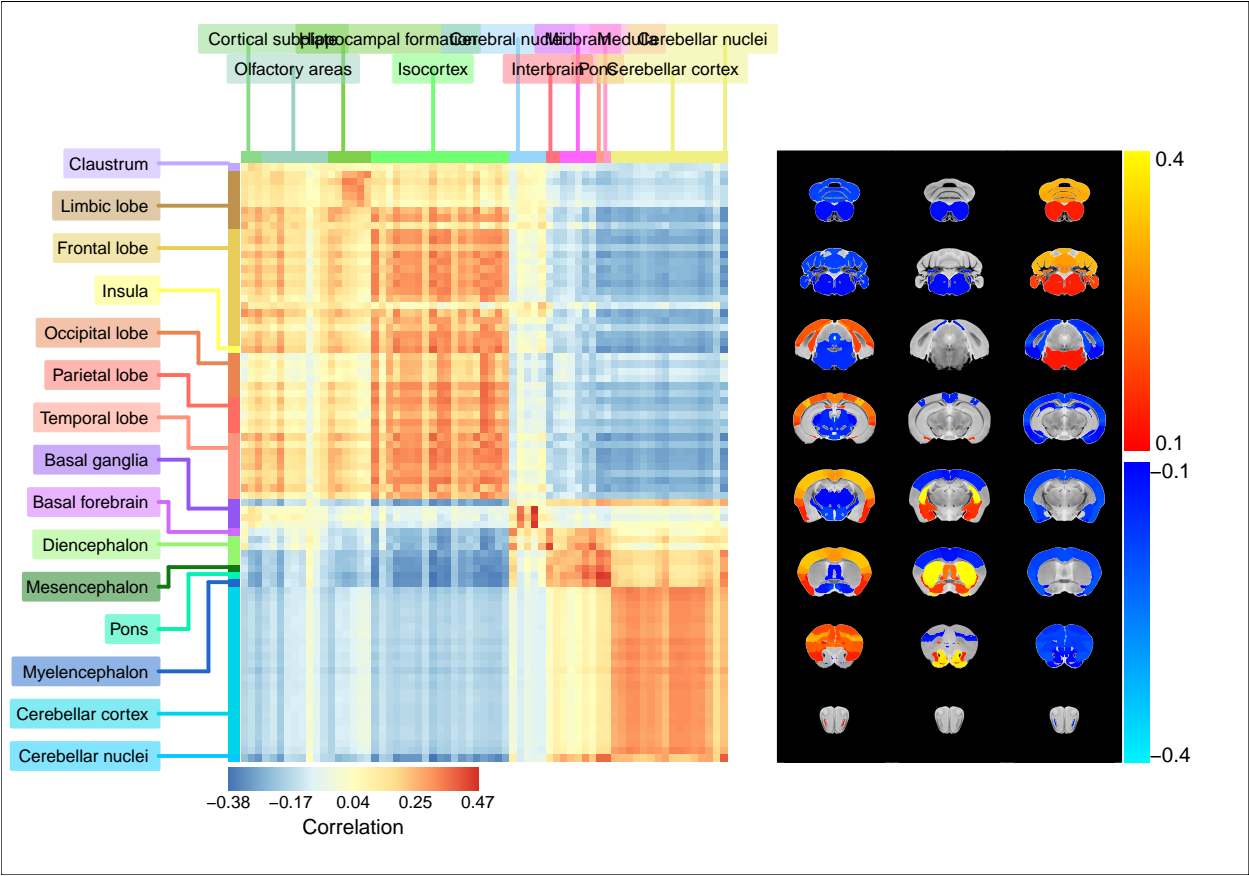 Cortical subplate
Hippocampal formation
Cerebral nuclei
Midbrain
Medulla
Cerebellar nuclei
Olfactory areas
Isocortex
Interbrain
Pons
Cerebellar cortex
Claustrum
Limbic lobe
Frontal lobe
Insula
Occipital lobe
Parietal lobe
Temporal lobe
Basal ganglia
Basal forebrain
Diencephalon
Mesencephalon
Pons
Myelencephalon
Cerebellar cortex
Cerebellar nuclei
−0.38 −0.17 0.04 0.25 0.47
Correlation
0.4
0.1
−0.1
−0.4